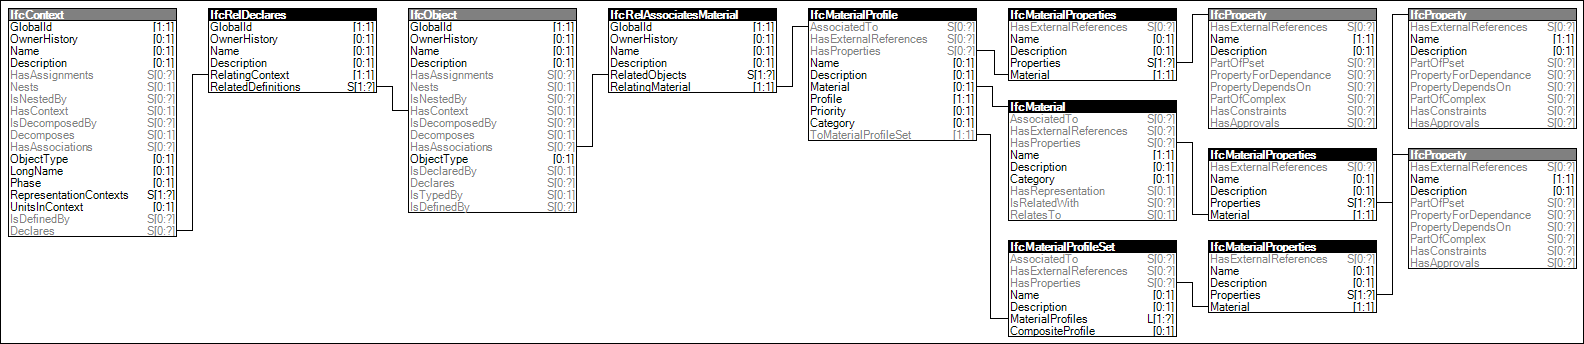 IfcContext
GlobalId [1:1]
OwnerHistory [0:1]
Name [0:1]
Description [0:1]
HasAssignments S[0:?]
Nests S[0:1]
IsNestedBy S[0:?]
HasContext S[0:1]
IsDecomposedBy S[0:?]
Decomposes S[0:1]
HasAssociations S[0:?]
ObjectType [0:1]
LongName [0:1]
Phase [0:1]
RepresentationContexts S[1:?]
UnitsInContext [0:1]
IsDefinedBy S[0:?]
Declares S[0:?]
IfcRelDeclares
GlobalId [1:1]
OwnerHistory [0:1]
Name [0:1]
Description [0:1]
RelatingContext [1:1]
RelatedDefinitions S[1:?]
IfcObject
GlobalId [1:1]
OwnerHistory [0:1]
Name [0:1]
Description [0:1]
HasAssignments S[0:?]
Nests S[0:1]
IsNestedBy S[0:?]
HasContext S[0:1]
IsDecomposedBy S[0:?]
Decomposes S[0:1]
HasAssociations S[0:?]
ObjectType [0:1]
IsDeclaredBy S[0:1]
Declares S[0:?]
IsTypedBy S[0:1]
IsDefinedBy S[0:?]
IfcRelAssociatesMaterial
GlobalId [1:1]
OwnerHistory [0:1]
Name [0:1]
Description [0:1]
RelatedObjects S[1:?]
RelatingMaterial [1:1]
IfcMaterialProfile
AssociatedTo S[0:?]
HasExternalReferences S[0:?]
HasProperties S[0:?]
Name [0:1]
Description [0:1]
Material [0:1]
Profile [1:1]
Priority [0:1]
Category [0:1]
ToMaterialProfileSet [1:1]
IfcMaterialProperties
HasExternalReferences S[0:?]
Name [0:1]
Description [0:1]
Properties S[1:?]
Material [1:1]
IfcMaterial
AssociatedTo S[0:?]
HasExternalReferences S[0:?]
HasProperties S[0:?]
Name [1:1]
Description [0:1]
Category [0:1]
HasRepresentation S[0:1]
IsRelatedWith S[0:?]
RelatesTo S[0:1]
IfcMaterialProfileSet
AssociatedTo S[0:?]
HasExternalReferences S[0:?]
HasProperties S[0:?]
Name [0:1]
Description [0:1]
MaterialProfiles L[1:?]
CompositeProfile [0:1]
IfcProperty
HasExternalReferences S[0:?]
Name [1:1]
Description [0:1]
PartOfPset S[0:?]
PropertyForDependance S[0:?]
PropertyDependsOn S[0:?]
PartOfComplex S[0:?]
HasConstraints S[0:?]
HasApprovals S[0:?]
IfcMaterialProperties
HasExternalReferences S[0:?]
Name [0:1]
Description [0:1]
Properties S[1:?]
Material [1:1]
IfcMaterialProperties
HasExternalReferences S[0:?]
Name [0:1]
Description [0:1]
Properties S[1:?]
Material [1:1]
IfcProperty
HasExternalReferences S[0:?]
Name [1:1]
Description [0:1]
PartOfPset S[0:?]
PropertyForDependance S[0:?]
PropertyDependsOn S[0:?]
PartOfComplex S[0:?]
HasConstraints S[0:?]
HasApprovals S[0:?]
IfcProperty
HasExternalReferences S[0:?]
Name [1:1]
Description [0:1]
PartOfPset S[0:?]
PropertyForDependance S[0:?]
PropertyDependsOn S[0:?]
PartOfComplex S[0:?]
HasConstraints S[0:?]
HasApprovals S[0:?]